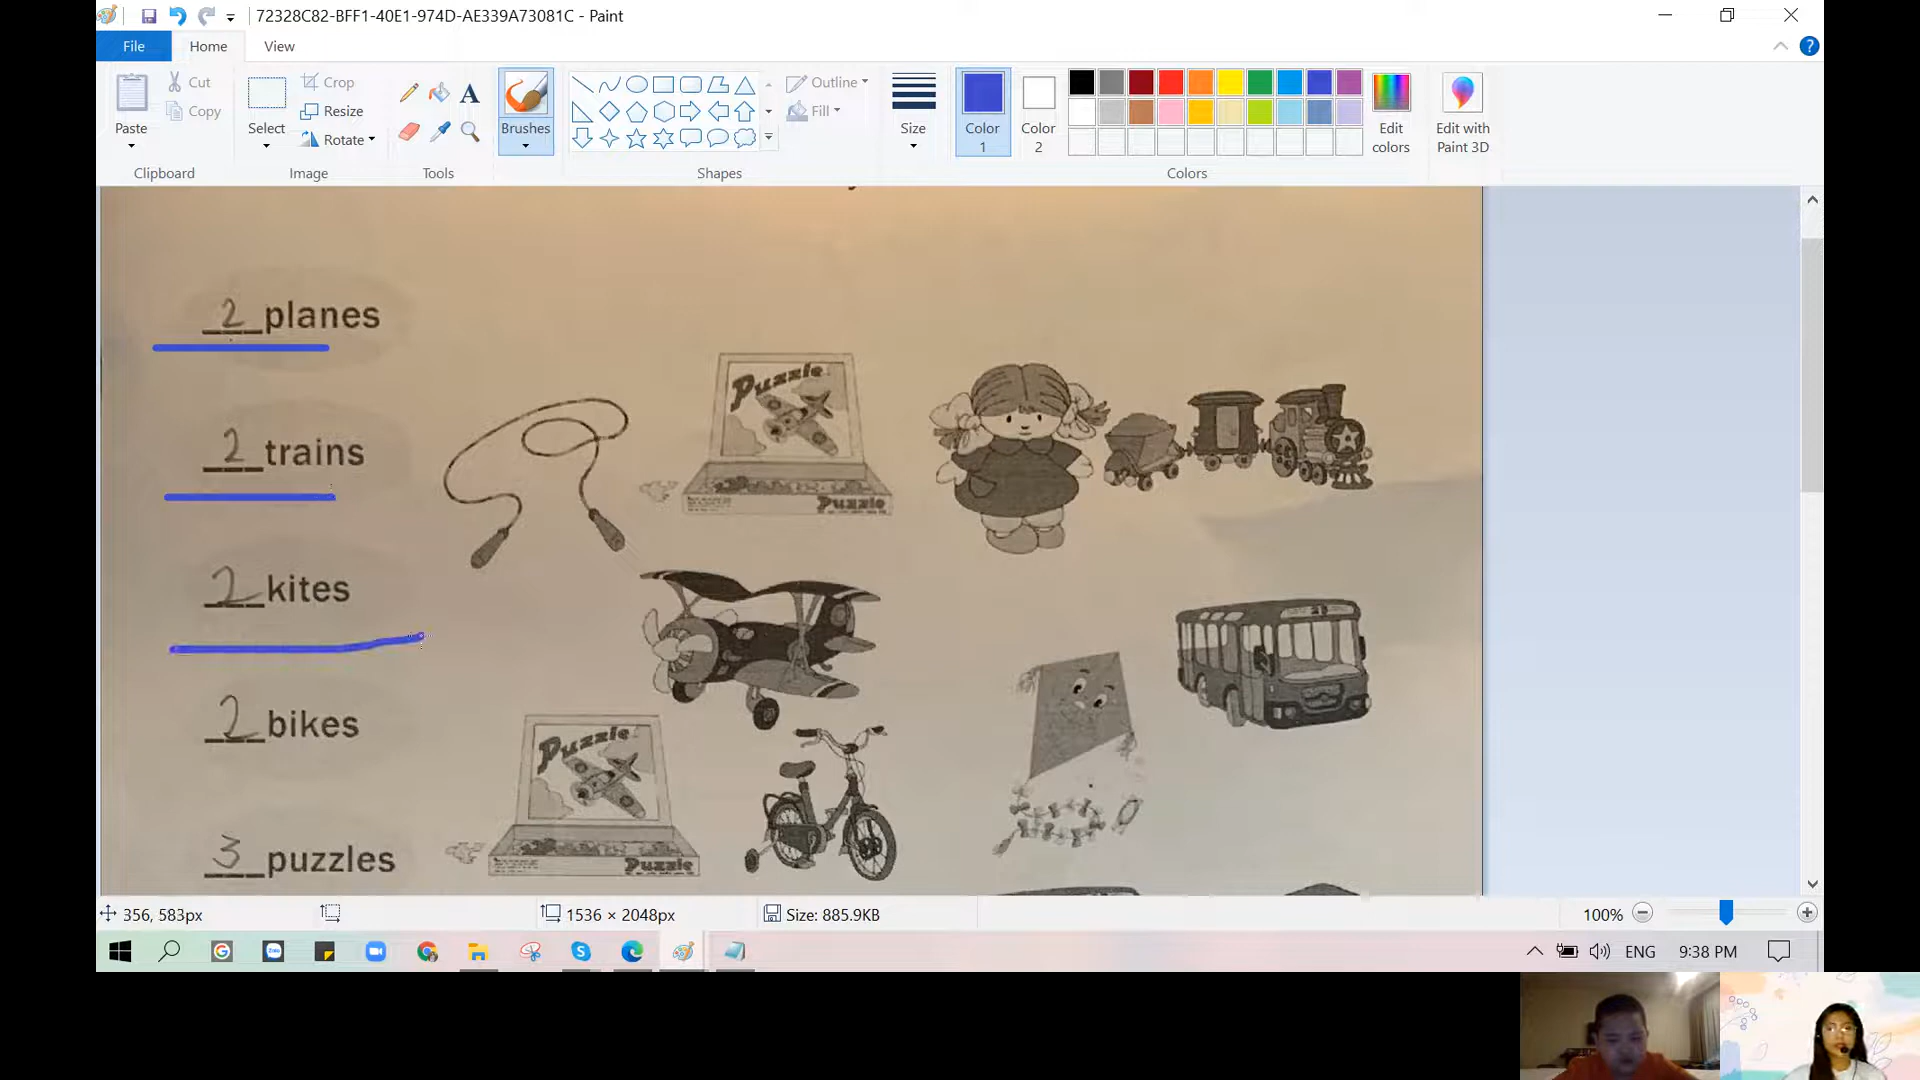 72328C82-BFF1-40E1-974D-AE339A73081C - Paint
File Home View
Paste
Cut
Copy
Clipboard
Select
Crop
Resize
Rotate
Image
A
Tools
Brushes
Outline
Fill
Shapes
Size
Color 1
Color 2
Edit colors
Edit with Paint 3D
Colors
2 planes
2 trains
2 kites
2 bikes
3 puzzles
Puzzle
Puzzle
Puzzle
Puzzle
356, 583px
1536 × 2048px
Size: 885.9KB
100%
ENG
9:38 PM